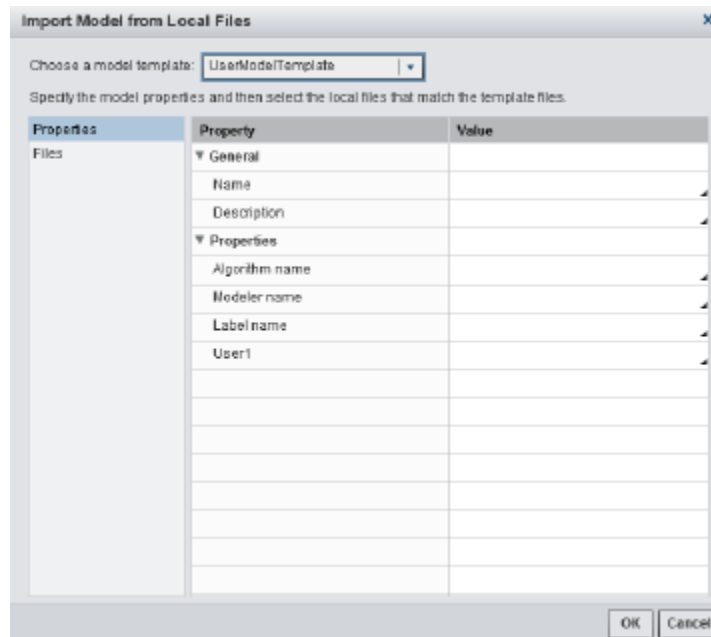 Import Model from Local Files
Choose a model template: UserModelTemplate
Specify the model properties and then select the local files that match the template files.
Properties
Files
Property Value
General
Name
Description
Properties
Algorithm name
Modeler name
Label name
User1
OK Cancel